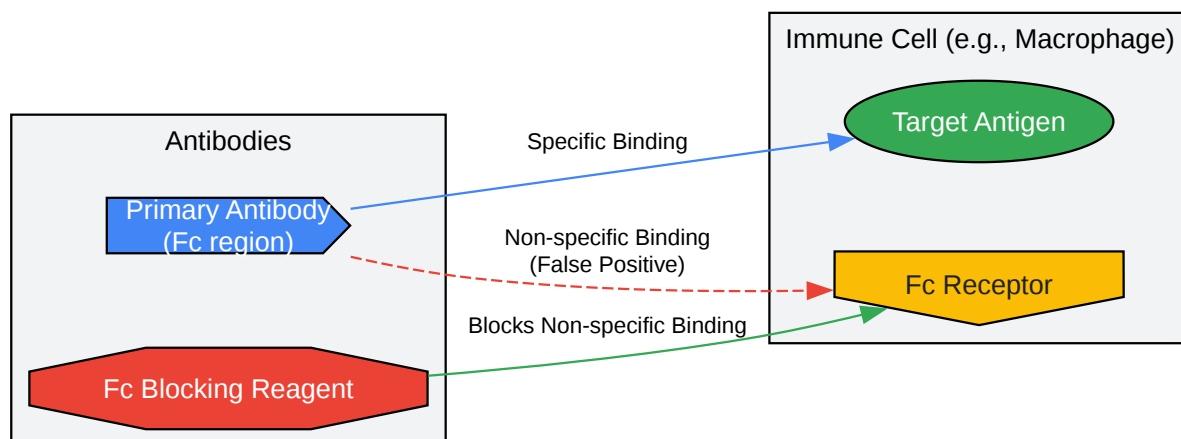 Immune Cell (e.g., Macrophage)
Target Antigen
Fc Receptor
Antibodies
Primary Antibody
(Fc region)
Fc Blocking Reagent
Specific Binding
Non-specific Binding
(False Positive)
Blocks Non-specific Binding